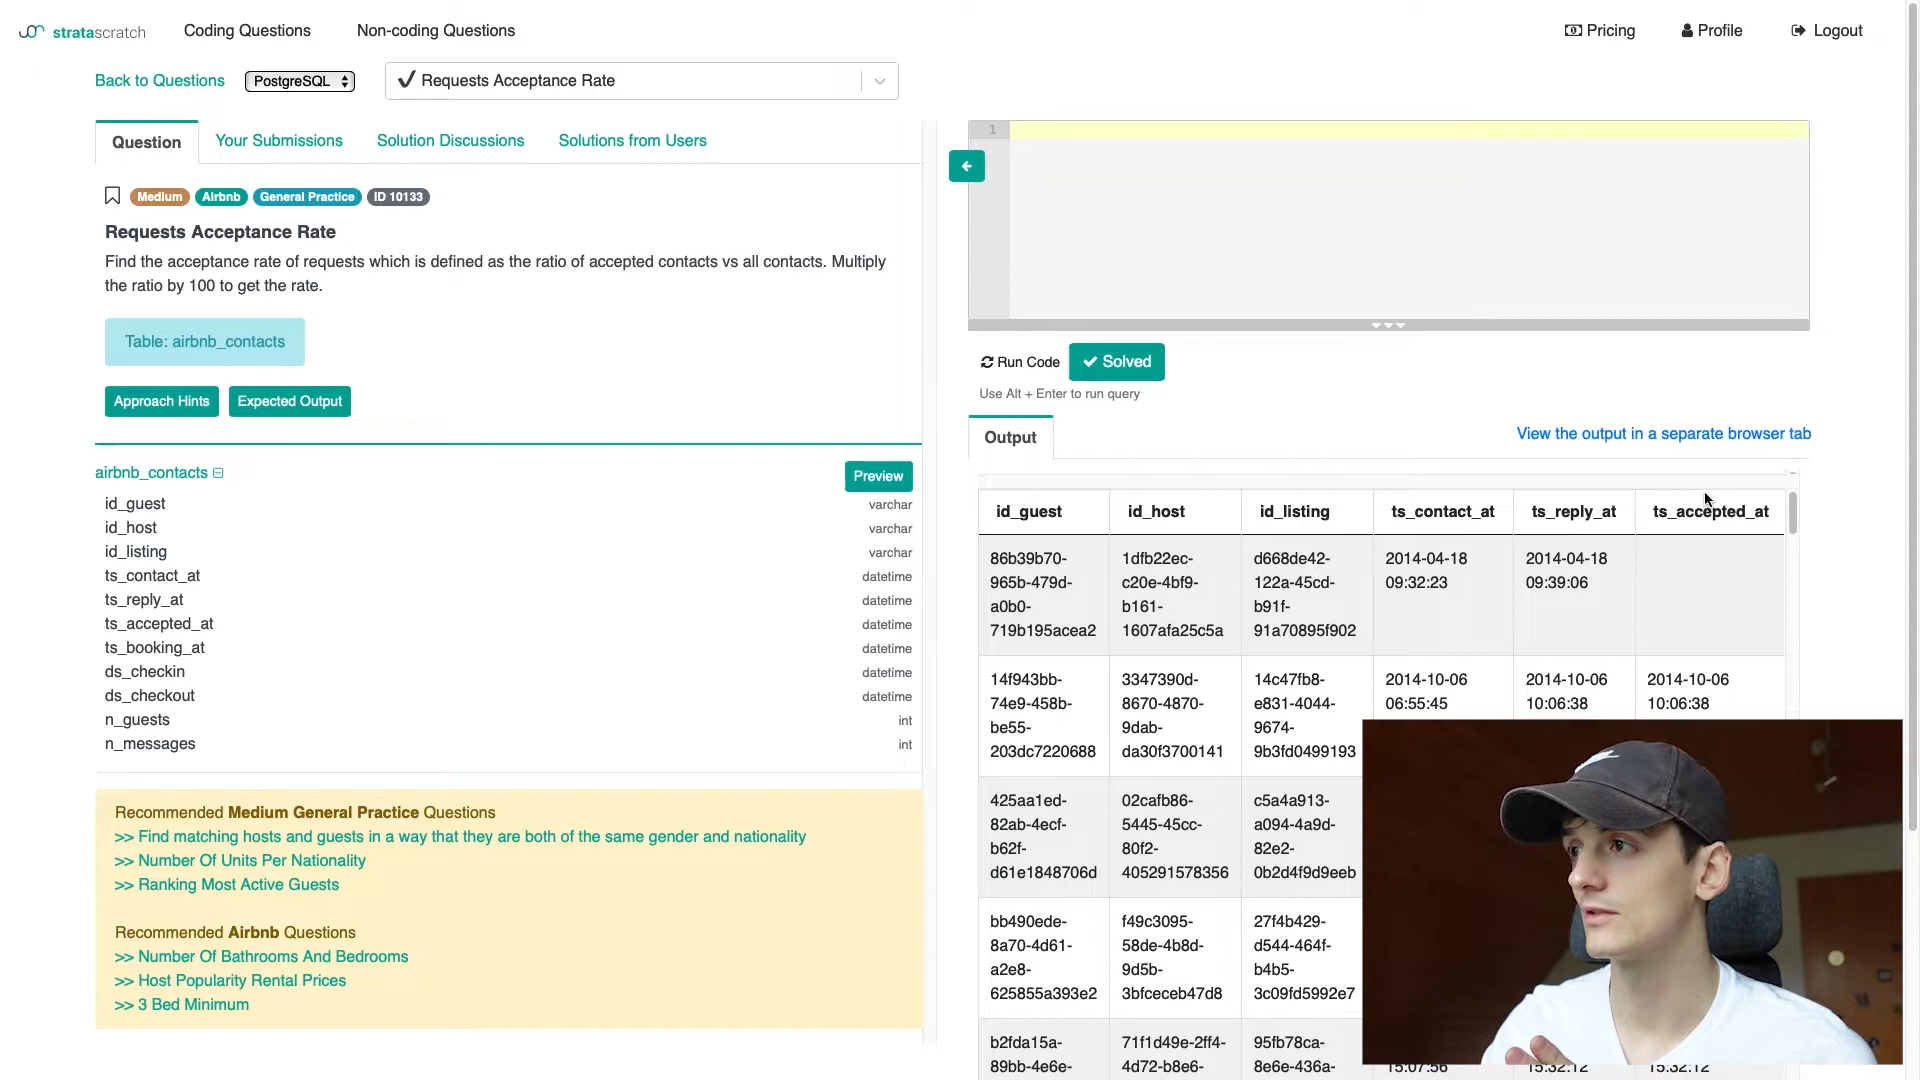 stratascratch
Coding Questions
Non-coding Questions
Pricing
Profile
Logout
Back to Questions
PostgreSQL
Requests Acceptance Rate
Question
Your Submissions
Solution Discussions
Solutions from Users
Medium
Airbnb
General Practice
ID 10133
Requests Acceptance Rate
Find the acceptance rate of requests which is defined as the ratio of accepted contacts vs all contacts. Multiply
the ratio by 100 to get the rate.
Table: airbnb_contacts
Approach Hints
Expected Output
airbnb_contacts
Preview
id_guest varchar
id_host varchar
id_listing varchar
ts_contact_at datetime
ts_reply_at datetime
ts_accepted_at datetime
ts_booking_at datetime
ds_checkin datetime
ds_checkout datetime
n_guests int
n_messages int
Recommended Medium General Practice Questions
>> Find matching hosts and guests in a way that they are both of the same gender and nationality
>> Number Of Units Per Nationality
>> Ranking Most Active Guests
Recommended Airbnb Questions
>> Number Of Bathrooms And Bedrooms
>> Host Popularity Rental Prices
>> 3 Bed Minimum
1
Run Code
Solved
Use Alt + Enter to run query
Output
View the output in a separate browser tab
id_guest id_host id_listing ts_contact_at ts_reply_at ts_accepted_at
86b39b70- 1dfb22ec- d668de42- 2014-04-18 2014-04-18
965b-479d- c20e-4bf9- 122a-45cd- 09:32:23 09:39:06
a0b0- b161- b91f-
719b195acea2 1607afa25c5a 91a70895f902
14f943bb- 3347390d- 14c47fb8- 2014-10-06 2014-10-06 2014-10-06
74e9-458b- 8670-4870- e831-4044- 06:55:45 10:06:38 10:06:38
be55- 9dab- 9674-
203dc7220688 da30f3700141 9b3fd0499193
425aa1ed- 02cafb86- c5a4a913-
82ab-4ecf- 5445-45cc- a094-4a9d-
b62f- 80f2- 82e2-
d61e1848706d 405291578356 0b2d4f9d9eeb
bb490ede- f49c3095- 27f4b429-
8a70-4d61- 58de-4b8d- d544-464f-
a2e8- 9d5b- b4b5-
625855a393e2 3bfceceb47d8 3c09fd5992e7
b2fda15a- 71f1d49e-2ff4- 95fb78ca-
89bb-4e6e- 4d72-b8e6- 8e6e-436a- 15:07:56 15:32:12 15:32:12